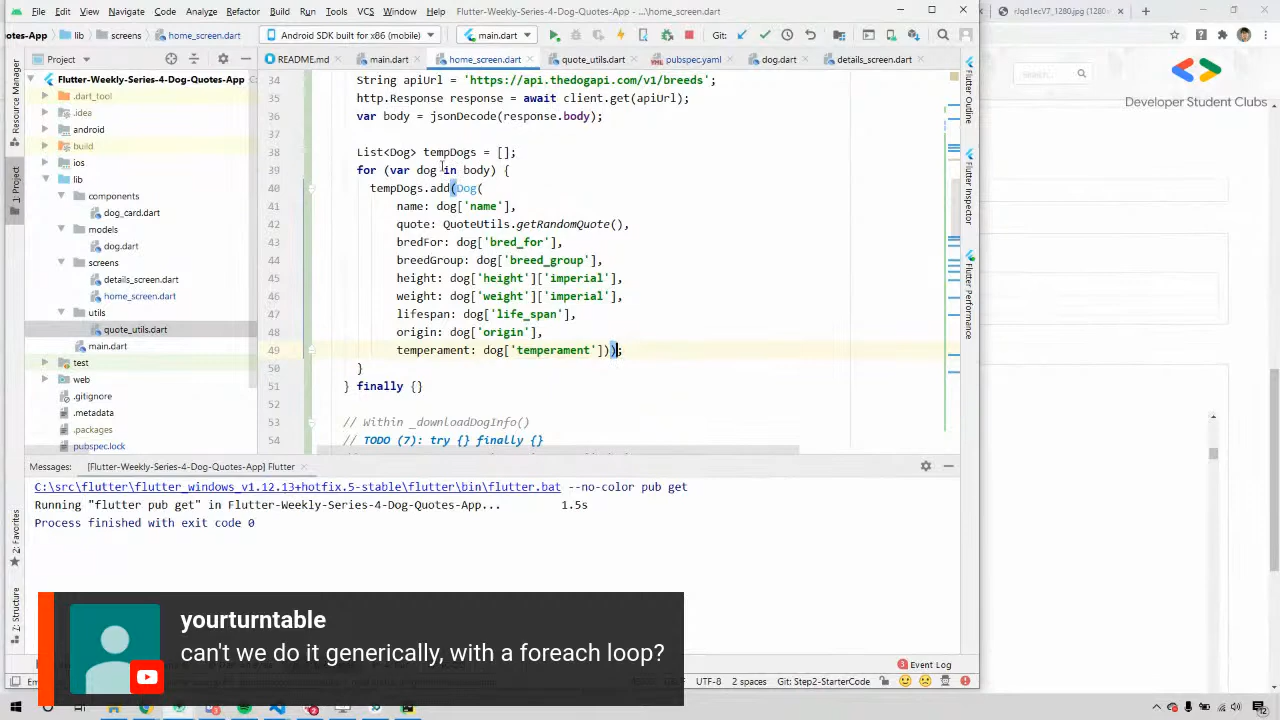 File Edit View Navigate Code Analyze Refactor Build Run Tools VCS Window Help
Flutter-Weekly-Series-4-Dog-Quotes-App - ...\home_screen.dart
lib screens home_screen.dart
Android SDK built for x86 (mobile)
main.dart
Git:
Project
README.md main.dart home_screen.dart quote_utils.dart pubspec.yaml dog.dart details_screen.dart
Flutter-Weekly-Series-4-Dog-Quotes-App
.dart_tool
.idea
android
build
ios
lib
components
dog_card.dart
models
dog.dart
screens
details_screen.dart
home_screen.dart
utils
quote_utils.dart
main.dart
test
web
.gitignore
.metadata
.packages
pubspec.lock
Resource Manager
1: Project
2: Favorites
Z: Structure
34 String apiUrl = 'https://api.thedogapi.com/v1/breeds';
35 http.Response response = await client.get(apiUrl);
36 var body = jsonDecode(response.body);
37
38 List<Dog> tempDogs = [];
39 for (var dog in body) {
40 tempDogs.add(Dog(
41 name: dog['name'],
42 quote: QuoteUtils.getRandomQuote(),
43 bredFor: dog['bred_for'],
44 breedGroup: dog['breed_group'],
45 height: dog['height']['imperial'],
46 weight: dog['weight']['imperial'],
47 lifespan: dog['life_span'],
48 origin: dog['origin'],
49 temperament: dog['temperament']));
50 }
51 } finally {}
52
53 // Within _downloadDogInfo()
54 // TODO (7): try {} finally {}
Flutter Outline
Flutter Inspector
Flutter Performance
Search...
Developer Student Clubs
Messages: [Flutter-Weekly-Series-4-Dog-Quotes-App] Flutter
C:\src\flutter\flutter_windows_v1.12.13+hotfix.5-stable\flutter\bin\flutter.bat --no-color pub get
Running "flutter pub get" in Flutter-Weekly-Series-4-Dog-Quotes-App... 1.5s
Process finished with exit code 0
yourturntable
can't we do it generically, with a foreach loop?
Event Log
UTF-8 2 spaces Git: Step2-StarterCode